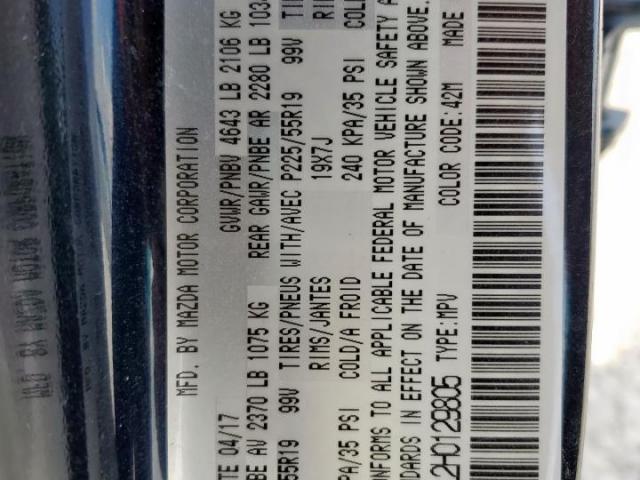 MFD. BY MAZDA MOTOR CORPORATION
TE 04/17 GVWR/PNBV 4643 LB 2106 KG
BE AV 2370 LB 1075 KG REAR GAWR/PNBE AR 2280 LB 103
55R19 99V TIRES/PNEUS WITH/AVEC P225/55R19 99V
RIMS/JANTES 19X7J
PA/35 PSI COLD/A FROID 240 KPA/35 PSI COL
NFORMS TO ALL APPLICABLE FEDERAL MOTOR VEHICLE SAFETY A
ARDS IN EFFECT ON THE DATE OF MANUFACTURE SHOWN ABOVE.
2H0129805 TYPE: MPV COLOR CODE: 42M MADE